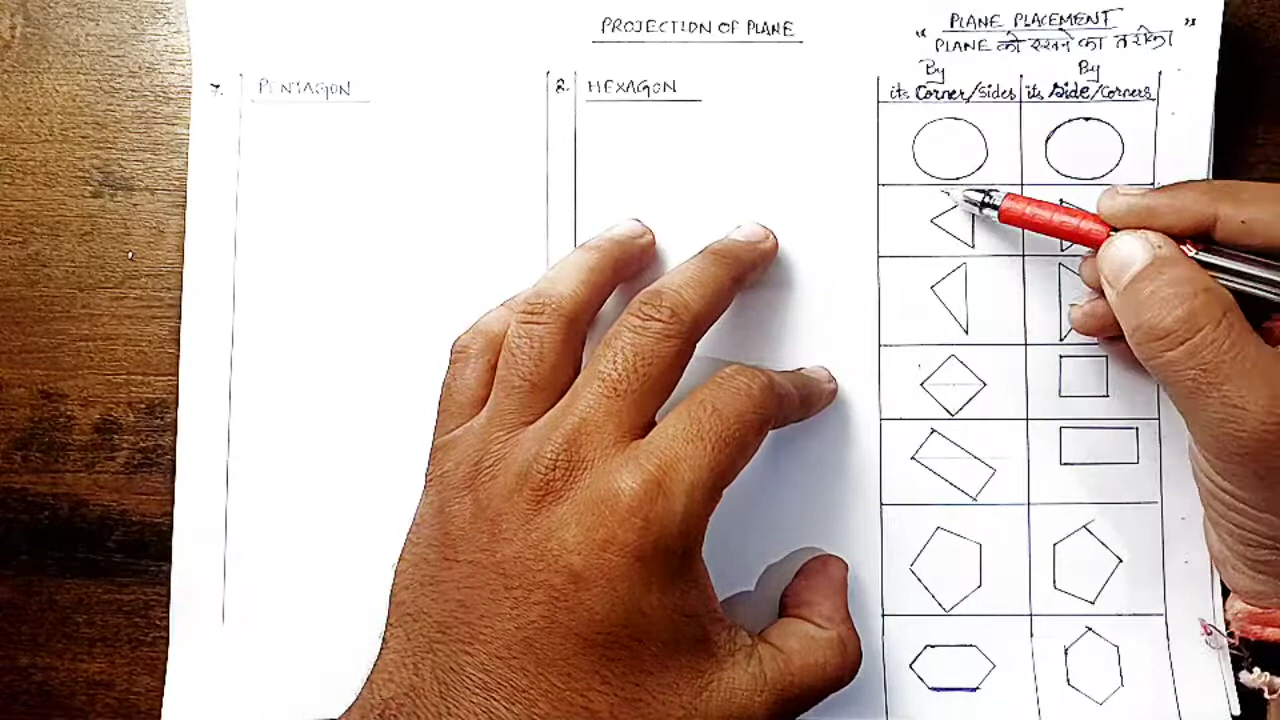 PROJECTION OF PLANE
PLANE PLACEMENT
“ PLANE को रखने का तरीका ”
7. PENTAGON
8. HEXAGON
By
its Corner/Sides
By
its Side/Corners